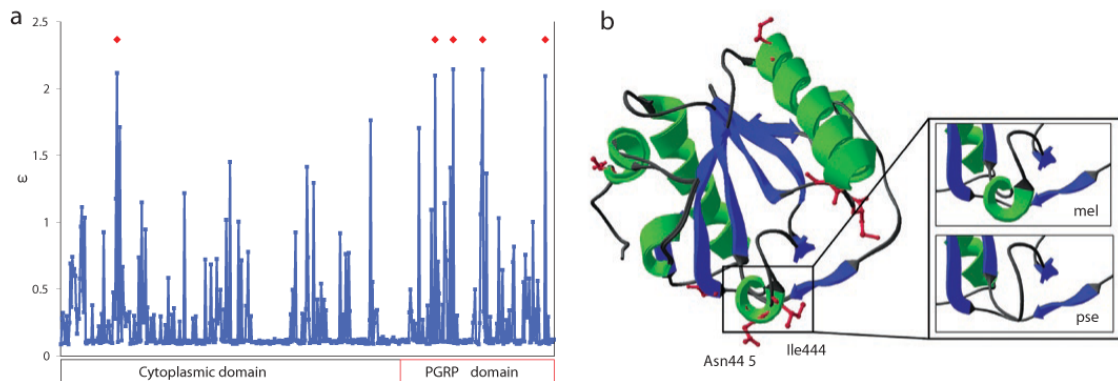 a
2.5
2
1.5
1
0.5
0
ε
Cytoplasmic domain
PGRP domain
b
mel
pse
Asn44 5
Ile444